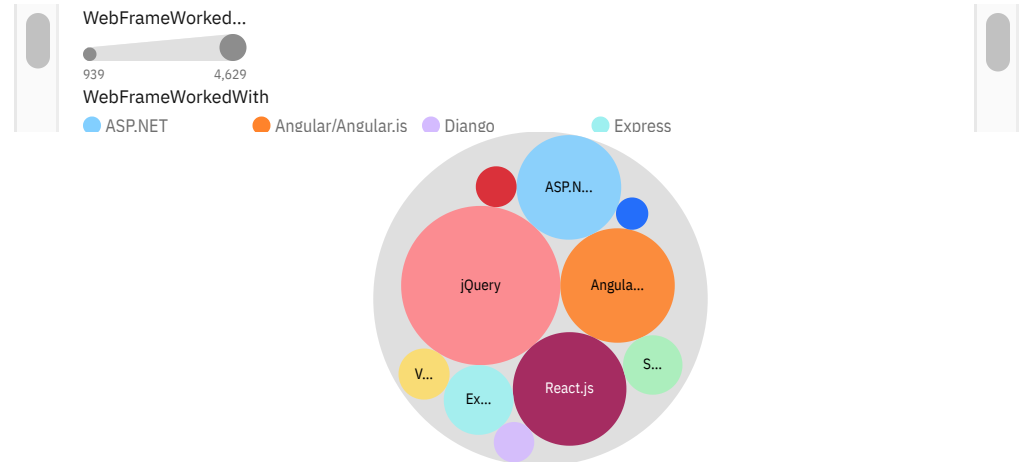 WebFrameWorked...
939 4,629
WebFrameWorkedWith
ASP.NET Angular/Angular.js Django Express
ASP.N...
jQuery Angula...
S...
V...
React.js
Ex...